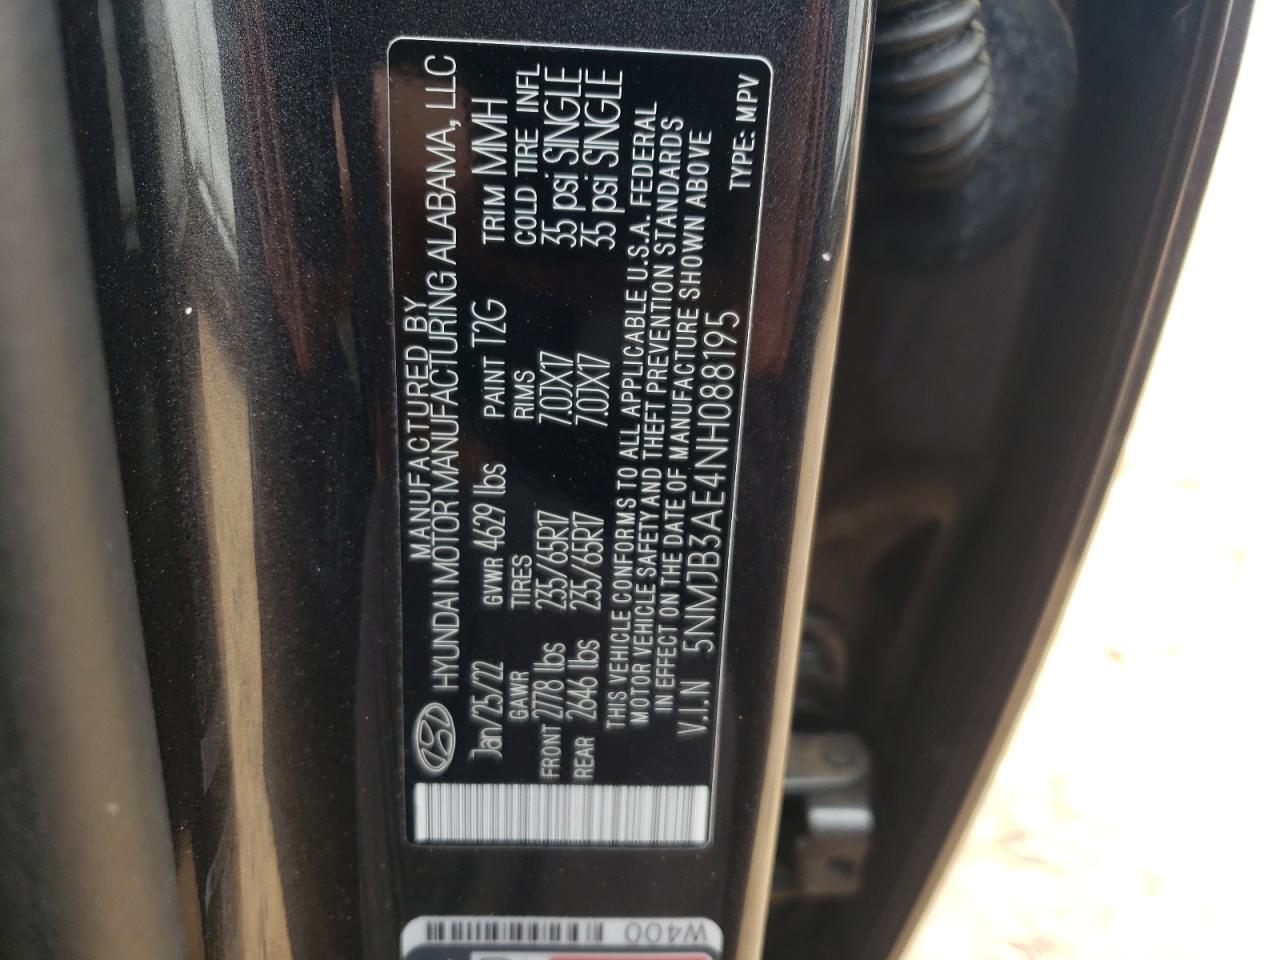 MANUFACTURED BY
HYUNDAI MOTOR MANUFACTURING ALABAMA, LLC
Jan/25/22 GVWR 4629 lbs PAINT T2G TRIM MMH
GAWR TIRES RIMS COLD TIRE INFL
FRONT 2778 lbs 235/65R17 7.0JX17 35 psi SINGLE
REAR 2646 lbs 235/65R17 7.0JX17 35 psi SINGLE
THIS VEHICLE CONFORMS TO ALL APPLICABLE U.S.A. FEDERAL
MOTOR VEHICLE SAFETY AND THEFT PREVENTION STANDARDS
IN EFFECT ON THE DATE OF MANUFACTURE SHOWN ABOVE
V.I.N 5NMJB3AE4NH088195
TYPE: MPV
W400